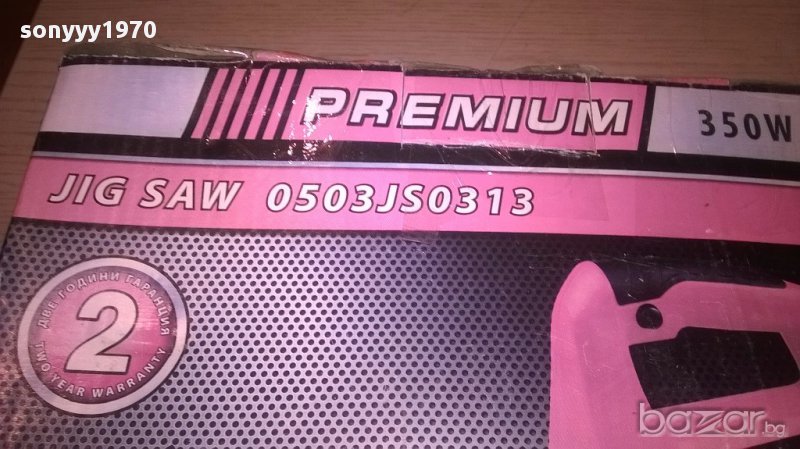 sonyyy1970
PREMIUM
350W
JIG SAW 0503JS0313
ДВЕ ГОДИНИ ГАРАНЦИЯ
2
TWO YEAR WARRANTY
bazar.bg